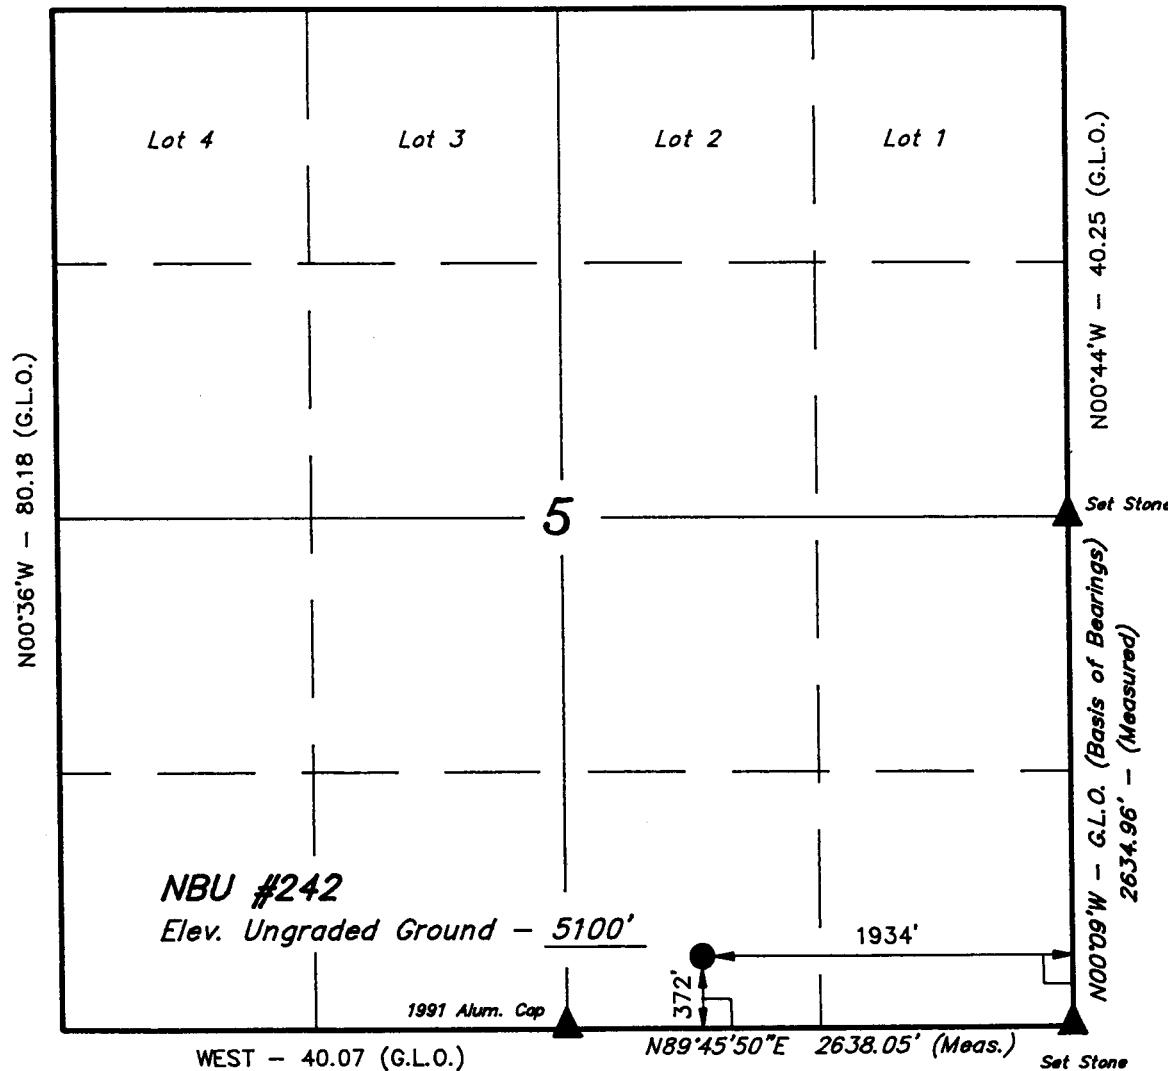 Lot 4
Lot 3
Lot 2
Lot 1
N00°44'W – 40.25 (G.L.O.)
N00°36'W – 80.18 (G.L.O.)
5
Set Stone
N00°09'W – G.L.O. (Basis of Bearings)
2634.96' – (Measured)
NBU #242
Elev. Ungraded Ground – 5100'
1934'
372'
1991 Alum. Cap
WEST – 40.07 (G.L.O.)
N89°45'50"E 2638.05' (Meas.)
Set Stone